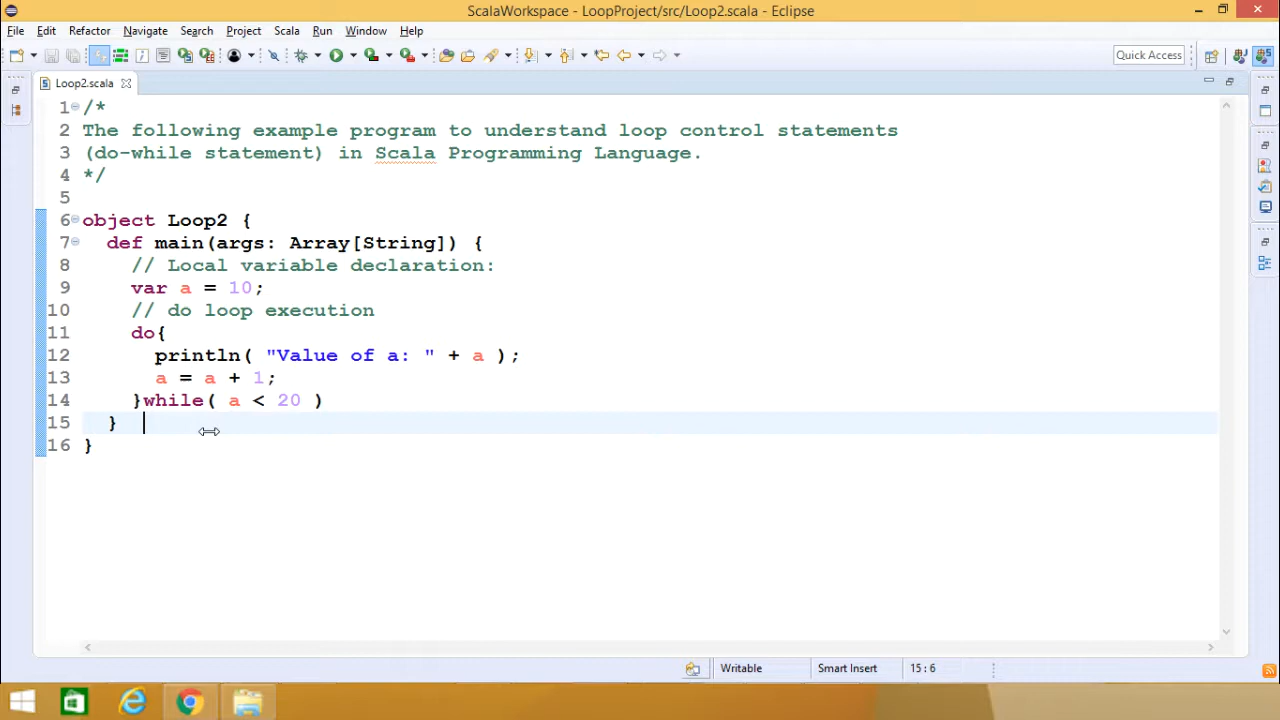 ScalaWorkspace - LoopProject/src/Loop2.scala - Eclipse
File Edit Refactor Navigate Search Scala Project Scala Run Window Help
Quick Access
Loop2.scala
1 /*
2 The following example program to understand loop control statements
3 (do-while statement) in Scala Programming Language.
4 */
5
6 object Loop2 {
7 def main(args: Array[String]) {
8 // Local variable declaration:
9 var a = 10;
10 // do loop execution
11 do{
12 println( "Value of a: " + a );
13 a = a + 1;
14 }while( a < 20 )
15 }
16 }
Writable Smart Insert 15 : 6